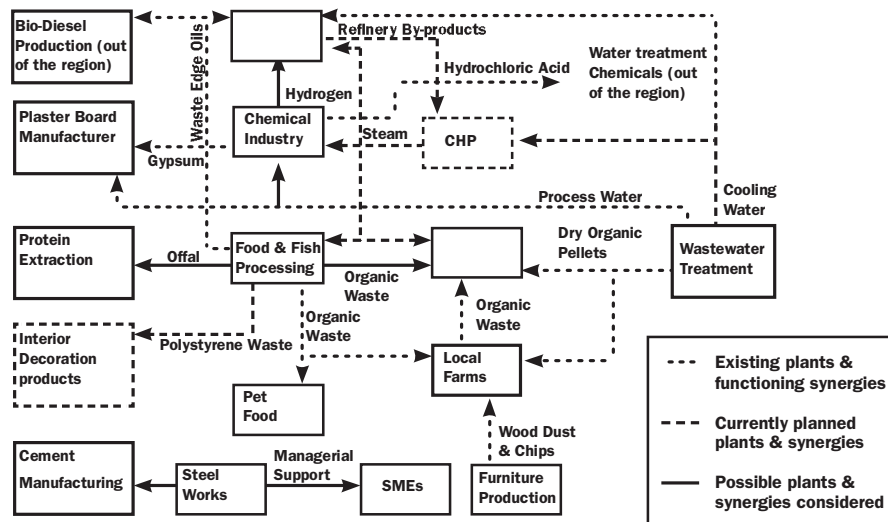 Bio-Diesel
Production (out
of the region)
Waste Edge Oils
Refinery By-products
Hydrochloric Acid
Water treatment
Chemicals (out
of the region)
Hydrogen
Plaster Board
Manufacturer
Chemical
Industry
Steam
CHP
Gypsum
Process Water
Cooling
Water
Protein
Extraction
Offal
Food & Fish
Processing
Organic
Waste
Dry Organic
Pellets
Wastewater
Treatment
Organic
Waste
Organic
Waste
Interior
Decoration
products
Polystyrene Waste
Local
Farms
Pet
Food
Wood Dust
& Chips
Cement
Manufacturing
Steel
Works
Managerial
Support
SMEs
Furniture
Production
Existing plants &
functioning synergies
Currently planned
plants & synergies
Possible plants &
synergies considered